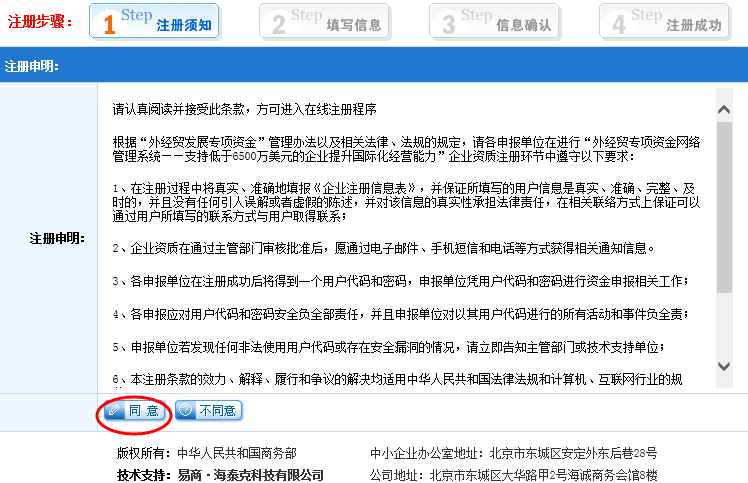 注册步骤： 1 Step 注册须知 2 Step 填写信息 3 Step 信息确认 4 Step 注册成功
注册申明：
请认真阅读并接受此条款，方可进入在线注册程序
根据“外经贸发展专项资金”管理办法以及相关法律、法规的规定，请各申报单位在进行“外经贸专项资金网络
管理系统－－支持低于6500万美元的企业提升国际化经营能力”企业资质注册环节中遵守以下要求：
1、在注册过程中将真实、准确地填报《企业注册信息表》，并保证所填写的用户信息是真实、准确、完整、及
时的，并且没有任何引人误解或者虚假的陈述，并对该信息的真实性承担法律责任，在相关联络方式上保证可以
通过用户所填写的联系方式与用户取得联系；
注册申明：
2、企业资质在通过主管部门审核批准后，愿通过电子邮件、手机短信和电话等方式获得相关通知信息。
3、各申报单位在注册成功后将得到一个用户代码和密码，申报单位凭用户代码和密码进行资金申报相关工作；
4、各申报应对用户代码和密码安全负全部责任，并且申报单位对以其用户代码进行的所有活动和事件负全责；
5、申报单位若发现任何非法使用用户代码或存在安全漏洞的情况，请立即告知主管部门或技术支持单位；
6、本注册条款的效力、解释、履行和争议的解决均适用中华人民共和国法律法规和计算机、互联网行业的规
同 意 不同意
版权所有：中华人民共和国商务部 中小企业办公室地址：北京市东城区安定外东后巷28号
技术支持：易商·海泰克科技有限公司 公司地址：北京市东城区大华路甲2号海诚商务会馆8楼